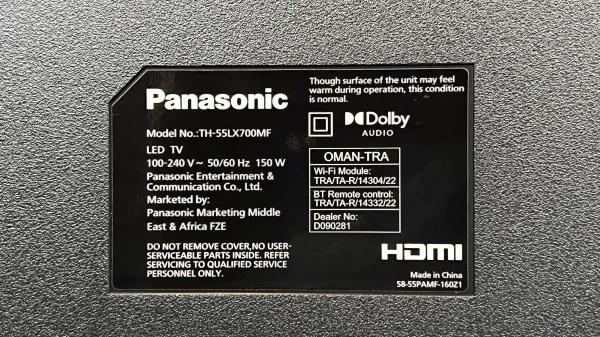 Panasonic
Model No.:TH-55LX700MF
LED TV
100-240 V ~ 50/60 Hz 150 W
Panasonic Entertainment &
Communication Co., Ltd.
Marketed by:
Panasonic Marketing Middle
East & Africa FZE
DO NOT REMOVE COVER,NO USER-
SERVICEABLE PARTS INSIDE. REFER
SERVICING TO QUALIFIED SERVICE
PERSONNEL ONLY.
Though surface of the unit may feel
warm during operation, this condition
is normal.
Dolby
AUDIO
OMAN-TRA
Wi-Fi Module:
TRA/TA-R/14304/22
BT Remote control:
TRA/TA-R/14332/22
Dealer No:
D090281
HDMI
Made in China
58-55PAMF-160Z1